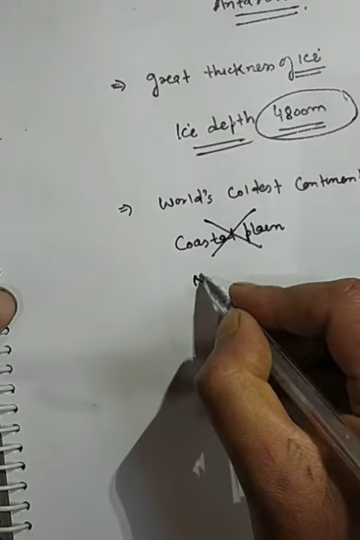 ⇒ great thickness of ice
Ice depth 4800m
⇒ World's Coldest Continent
Coastal plain